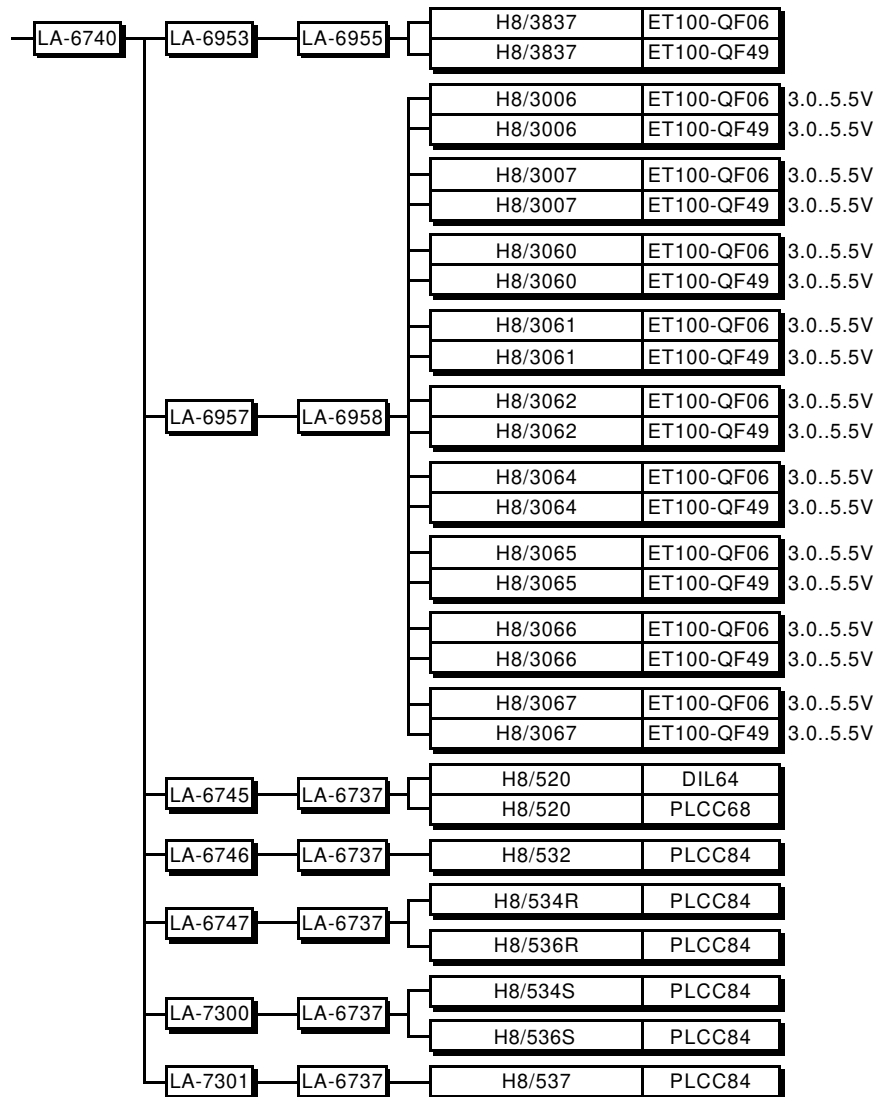 LA-6740 LA-6953 LA-6955 H8/3837 ET100-QF06
H8/3837 ET100-QF49
H8/3006 ET100-QF06 3.0..5.5V
H8/3006 ET100-QF49 3.0..5.5V
H8/3007 ET100-QF06 3.0..5.5V
H8/3007 ET100-QF49 3.0..5.5V
H8/3060 ET100-QF06 3.0..5.5V
H8/3060 ET100-QF49 3.0..5.5V
H8/3061 ET100-QF06 3.0..5.5V
H8/3061 ET100-QF49 3.0..5.5V
LA-6957 LA-6958 H8/3062 ET100-QF06 3.0..5.5V
H8/3062 ET100-QF49 3.0..5.5V
H8/3064 ET100-QF06 3.0..5.5V
H8/3064 ET100-QF49 3.0..5.5V
H8/3065 ET100-QF06 3.0..5.5V
H8/3065 ET100-QF49 3.0..5.5V
H8/3066 ET100-QF06 3.0..5.5V
H8/3066 ET100-QF49 3.0..5.5V
H8/3067 ET100-QF06 3.0..5.5V
H8/3067 ET100-QF49 3.0..5.5V
LA-6745 LA-6737 H8/520 DIL64
H8/520 PLCC68
LA-6746 LA-6737 H8/532 PLCC84
LA-6747 LA-6737 H8/534R PLCC84
H8/536R PLCC84
LA-7300 LA-6737 H8/534S PLCC84
H8/536S PLCC84
LA-7301 LA-6737 H8/537 PLCC84